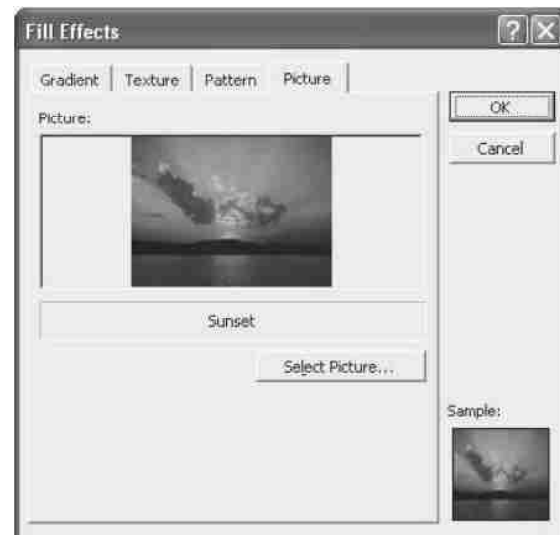 Fill Effects
Gradient Texture Pattern Picture
Picture:
OK
Cancel
Sunset
Select Picture...
Sample: